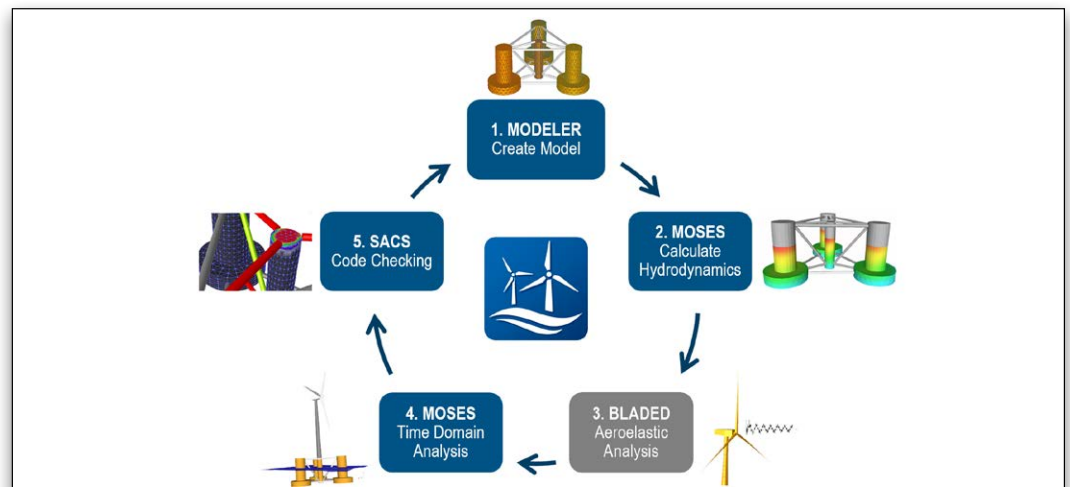 1. MODELER
Create Model
2. MOSES
Calculate
Hydrodynamics
3. BLADED
Aeroelastic
Analysis
4. MOSES
Time Domain
Analysis
5. SACS
Code Checking